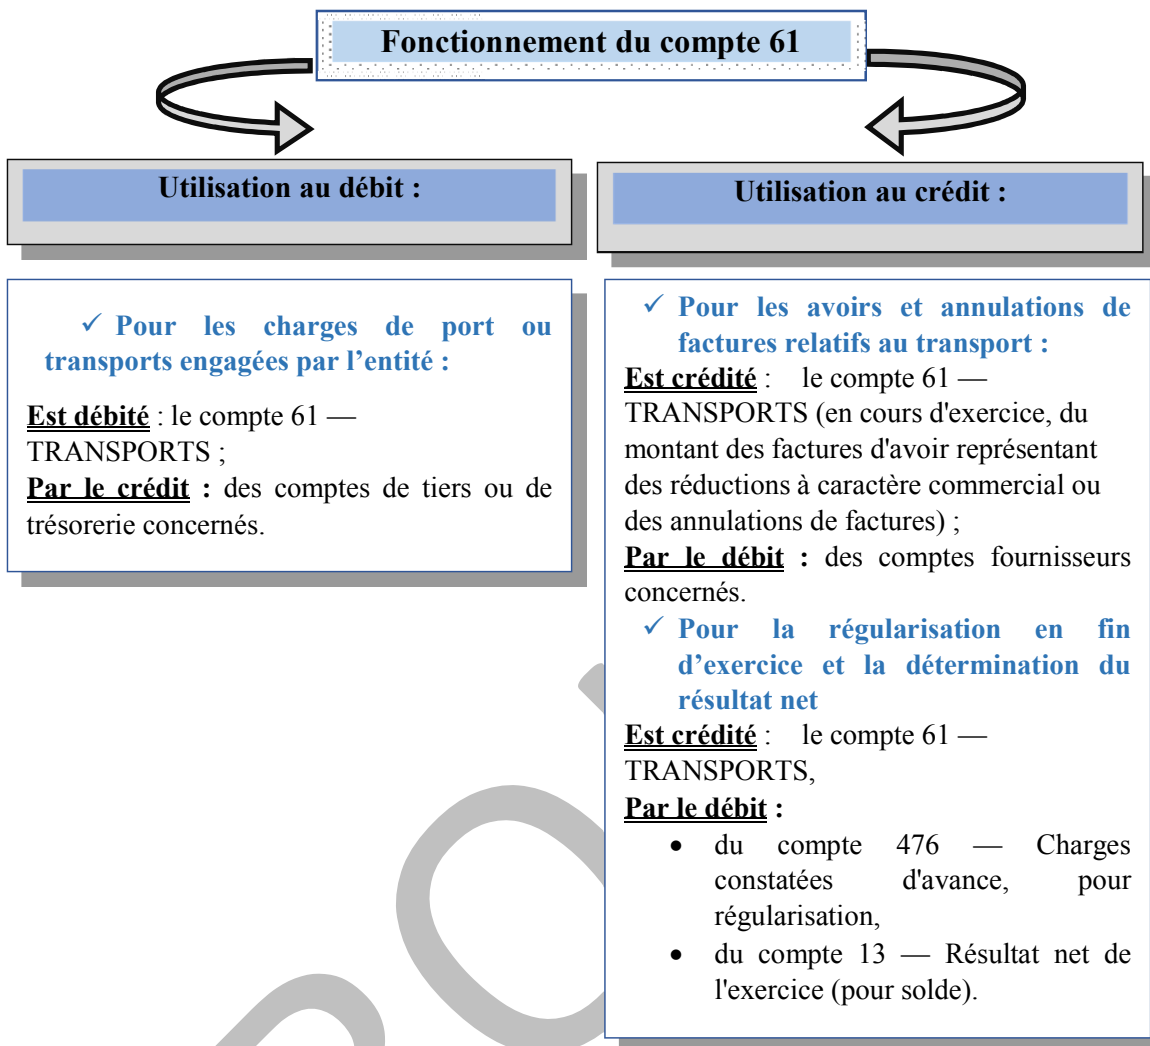 Fonctionnement du compte 61
Utilisation au débit :
✓ Pour les charges de port ou
transports engagées par l’entité :
Est débité : le compte 61 —
TRANSPORTS ;
Par le crédit : des comptes de tiers ou de
trésorerie concernés.
Utilisation au crédit :
✓ Pour les avoirs et annulations de
factures relatifs au transport :
Est crédité : le compte 61 —
TRANSPORTS (en cours d'exercice, du
montant des factures d'avoir représentant
des réductions à caractère commercial ou
des annulations de factures) ;
Par le débit : des comptes fournisseurs
concernés.
✓ Pour la régularisation en fin
d’exercice et la détermination du
résultat net
Est crédité : le compte 61 —
TRANSPORTS,
Par le débit :
• du compte 476 — Charges
constatées d'avance, pour
régularisation,
• du compte 13 — Résultat net de
l'exercice (pour solde).